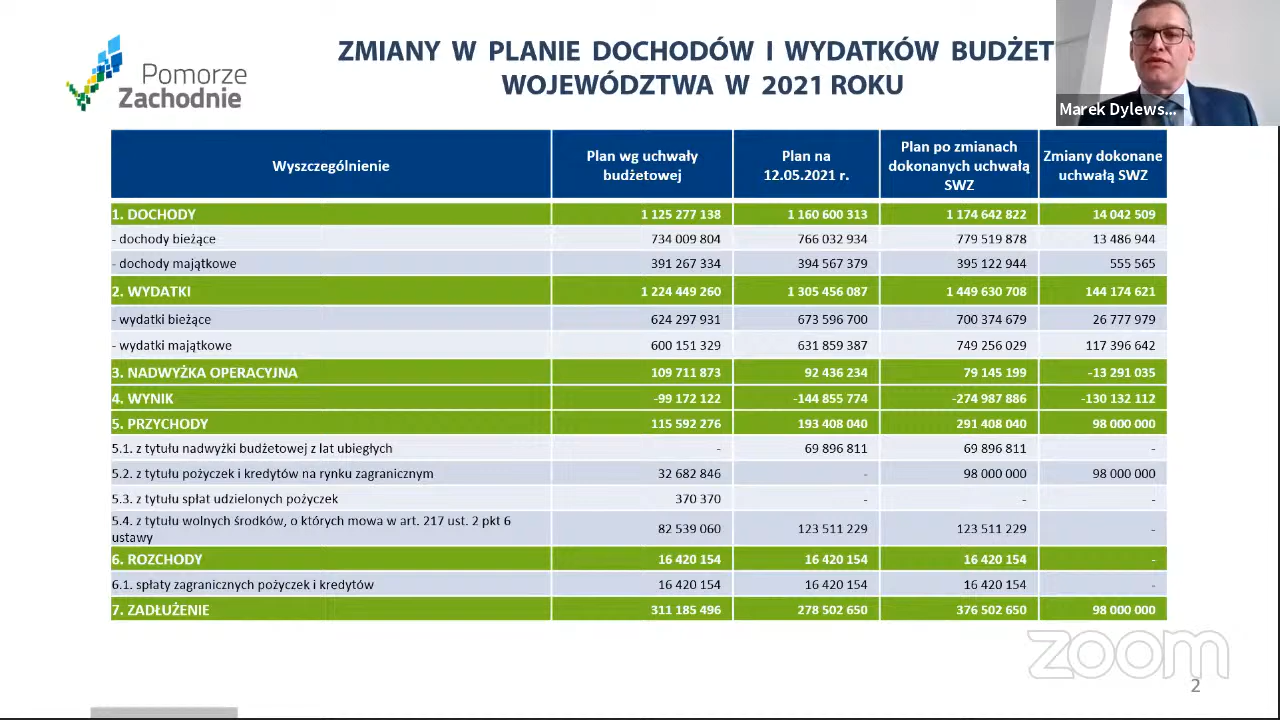 Pomorze
Zachodnie
ZMIANY W PLANIE DOCHODÓW I WYDATKÓW BUDŻET
WOJEWÓDZTWA W 2021 ROKU
Marek Dylews...
Wyszczególnienie
Plan wg uchwały
budżetowej
Plan na
12.05.2021 r.
Plan po zmianach
dokonanych uchwałą
SWZ
Zmiany dokonane
uchwałą SWZ
1. DOCHODY 1 125 277 138 1 160 600 313 1 174 642 822 14 042 509
- dochody bieżące 734 009 804 766 032 934 779 519 878 13 486 944
- dochody majątkowe 391 267 334 394 567 379 395 122 944 555 565
2. WYDATKI 1 224 449 260 1 305 456 087 1 449 630 708 144 174 621
- wydatki bieżące 624 297 931 673 596 700 700 374 679 26 777 979
- wydatki majątkowe 600 151 329 631 859 387 749 256 029 117 396 642
3. NADWYŻKA OPERACYJNA 109 711 873 92 436 234 79 145 199 -13 291 035
4. WYNIK -99 172 122 -144 855 774 -274 987 886 -130 132 112
5. PRZYCHODY 115 592 276 193 408 040 291 408 040 98 000 000
5.1. z tytułu nadwyżki budżetowej z lat ubiegłych - 69 896 811 69 896 811 -
5.2. z tytułu pożyczek i kredytów na rynku zagranicznym 32 682 846 - 98 000 000 98 000 000
5.3. z tytułu spłat udzielonych pożyczek 370 370 - - -
5.4. z tytułu wolnych środków, o których mowa w art. 217 ust. 2 pkt 6
ustawy 82 539 060 123 511 229 123 511 229 -
6. ROZCHODY 16 420 154 16 420 154 16 420 154 -
6.1. spłaty zagranicznych pożyczek i kredytów 16 420 154 16 420 154 16 420 154 -
7. ZADŁUŻENIE 311 185 496 278 502 650 376 502 650 98 000 000
zoom
2